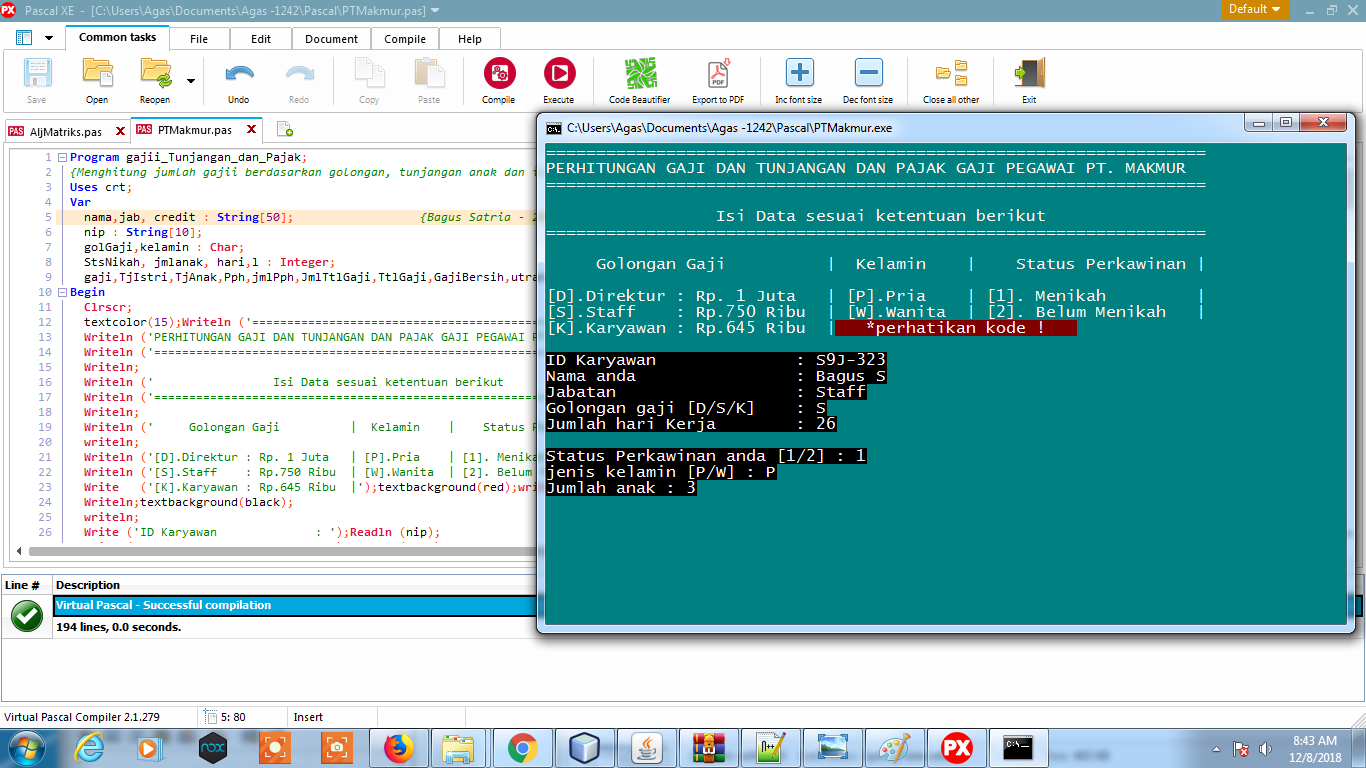 Pascal XE - [C:\Users\Agas\Documents\Agas -1242\Pascal\PTMakmur.pas]
Default
Common tasks File Edit Document Compile Help
Save Open Reopen Undo Redo Copy Paste Compile Execute Code Beautifier Export to PDF Inc font size Dec font size Close all other Exit
AljMatriks.pas PTMakmur.pas
1 Program gajii_Tunjangan_dan_Pajak;
2 {Menghitung jumlah gajii berdasarkan golongan, tunjangan anak dan
3 Uses crt;
4 Var
5 nama,jab, credit : String[50]; {Bagus Satria - 2
6 nip : String[10];
7 golGaji,kelamin : Char;
8 StsNikah, jmlanak, hari,l : Integer;
9 gaji,TjIstri,TjAnak,Pph,jmlPph,JmlTtlGaji,TtlGaji,GajiBersih,utra
10 Begin
11 Clrscr;
12 textcolor(15);Writeln ('========================================
13 Writeln ('PERHITUNGAN GAJI DAN TUNJANGAN DAN PAJAK GAJI PEGAWAI P
14 Writeln ('======================================================
15 Writeln;
16 Writeln (' Isi Data sesuai ketentuan berikut
17 Writeln ('======================================================
18 Writeln;
19 Writeln (' Golongan Gaji | Kelamin | Status P
20 writeln;
21 Writeln ('[D].Direktur : Rp. 1 Juta | [P].Pria | [1]. Menika
22 Writeln ('[S].Staff : Rp.750 Ribu | [W].Wanita | [2]. Belum
23 Write ('[K].Karyawan : Rp.645 Ribu |');textbackground(red);wri
24 Writeln;textbackground(black);
25 writeln;
26 Write ('ID Karyawan : ');Readln (nip);
C:\Users\Agas\Documents\Agas -1242\Pascal\PTMakmur.exe
==================================================================
PERHITUNGAN GAJI DAN TUNJANGAN DAN PAJAK GAJI PEGAWAI PT. MAKMUR
==================================================================
Isi Data sesuai ketentuan berikut
==================================================================
Golongan Gaji | Kelamin | Status Perkawinan |
[D].Direktur : Rp. 1 Juta | [P].Pria | [1]. Menikah |
[S].Staff : Rp.750 Ribu | [W].Wanita | [2]. Belum Menikah |
[K].Karyawan : Rp.645 Ribu | *perhatikan kode !
ID Karyawan : S9J-323
Nama anda : Bagus S
Jabatan : Staff
Golongan gaji [D/S/K] : S
Jumlah hari Kerja : 26
Status Perkawinan anda [1/2] : 1
jenis kelamin [P/W] : P
Jumlah anak : 3
Line # Description
Virtual Pascal - Successful compilation
194 lines, 0.0 seconds.
Virtual Pascal Compiler 2.1.279 5: 80 Insert
8:43 AM
12/8/2018